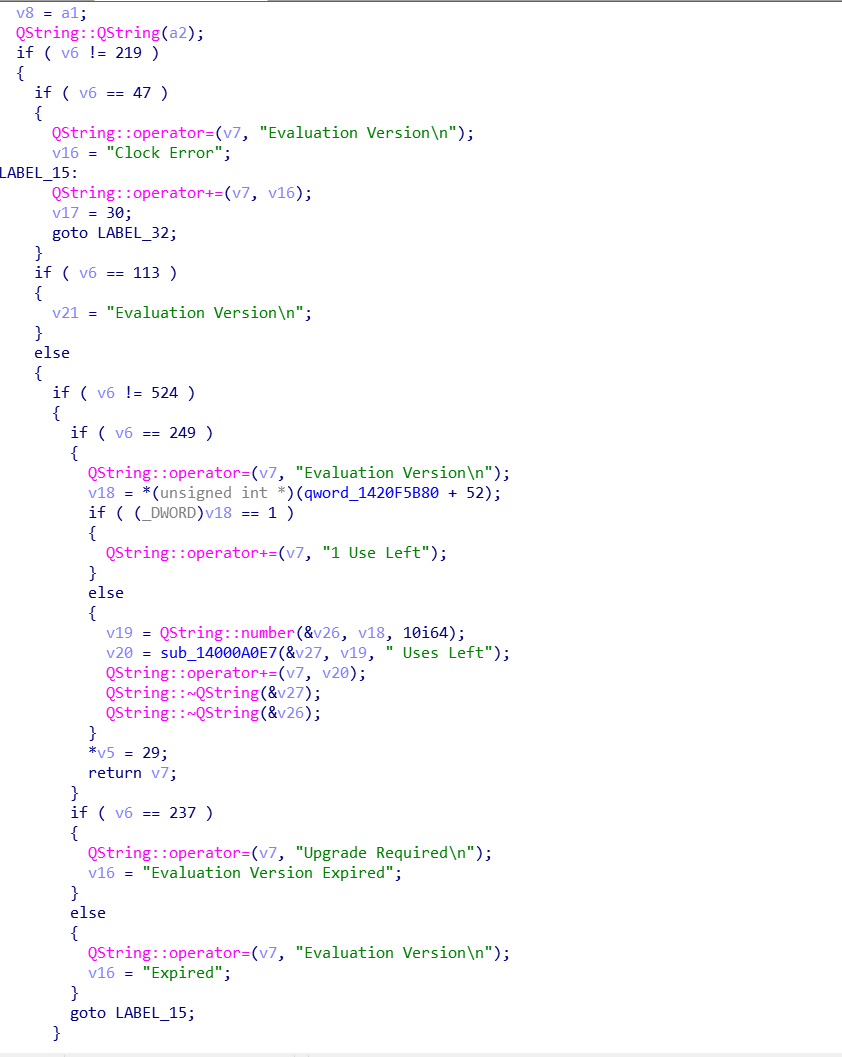 v8 = a1;
QString::QString(a2);
if ( v6 != 219 )
{
  if ( v6 == 47 )
  {
    QString::operator=(v7, "Evaluation Version\n");
    v16 = "Clock Error";
LABEL_15:
    QString::operator+=(v7, v16);
    v17 = 30;
    goto LABEL_32;
  }
  if ( v6 == 113 )
  {
    v21 = "Evaluation Version\n";
  }
  else
  {
    if ( v6 != 524 )
    {
      if ( v6 == 249 )
      {
        QString::operator=(v7, "Evaluation Version\n");
        v18 = *(unsigned int *)(qword_1420F5B80 + 52);
        if ( (_DWORD)v18 == 1 )
        {
          QString::operator+=(v7, "1 Use Left");
        }
        else
        {
          v19 = QString::number(&v26, v18, 10i64);
          v20 = sub_14000A0E7(&v27, v19, " Uses Left");
          QString::operator+=(v7, v20);
          QString::~QString(&v27);
          QString::~QString(&v26);
        }
        *v5 = 29;
        return v7;
      }
      if ( v6 == 237 )
      {
        QString::operator=(v7, "Upgrade Required\n");
        v16 = "Evaluation Version Expired";
      }
      else
      {
        QString::operator=(v7, "Evaluation Version\n");
        v16 = "Expired";
      }
      goto LABEL_15;
    }